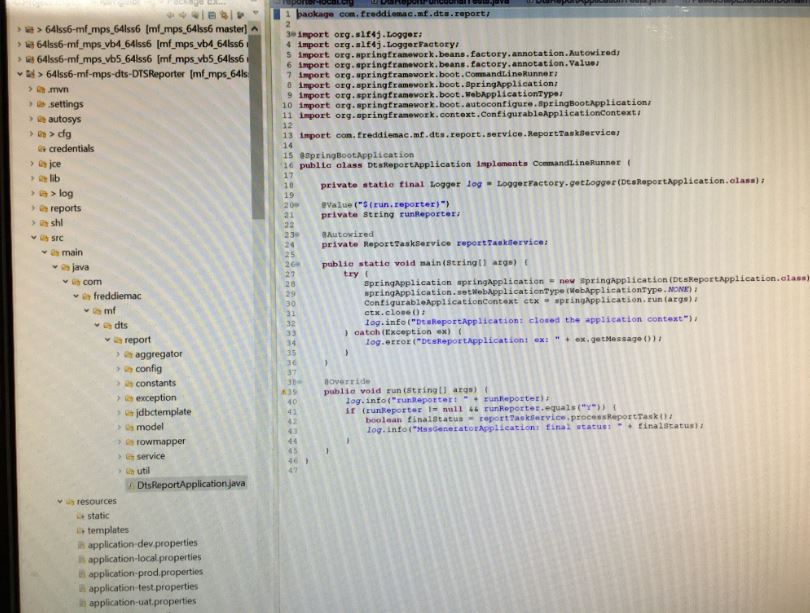 > 64lss6-mf_mps_64lss6 [mf_mps_64lss6 master]
64lss6-mf_mps_vb4_64lss6 [mf_mps_vb4_64lss6
64lss6-mf_mps_vb5_64lss6 [mf_mps_vb5_64lss6
> 64lss6-mf-mps-dts-DTSReporter [mf_mps_64ls
.mvn
.settings
autosys
> cfg
credentials
jce
lib
> log
reports
shl
src
main
java
com
freddiemac
mf
dts
report
aggregator
config
constants
exception
jdbctemplate
model
rowmapper
service
util
DtsReportApplication.java
resources
static
templates
application-dev.properties
application-local.properties
application-prod.properties
application-test.properties
application-uat.properties
1 package com.freddiemac.mf.dts.report;
2
3 import org.slf4j.Logger;
4 import org.slf4j.LoggerFactory;
5 import org.springframework.beans.factory.annotation.Autowired;
6 import org.springframework.beans.factory.annotation.Value;
7 import org.springframework.boot.CommandLineRunner;
8 import org.springframework.boot.SpringApplication;
9 import org.springframework.boot.WebApplicationType;
10 import org.springframework.boot.autoconfigure.SpringBootApplication;
11 import org.springframework.context.ConfigurableApplicationContext;
12
13 import com.freddiemac.mf.dts.report.service.ReportTaskService;
14
15 @SpringBootApplication
16 public class DtsReportApplication implements CommandLineRunner {
17
18 private static final Logger log = LoggerFactory.getLogger(DtsReportApplication.class);
19
20 @Value("${run.reporter}")
21 private String runReporter;
22
23 @Autowired
24 private ReportTaskService reportTaskService;
25
26 public static void main(String[] args) {
27 try {
28 SpringApplication springApplication = new SpringApplication(DtsReportApplication.class)
29 springApplication.setWebApplicationType(WebApplicationType.NONE);
30 ConfigurableApplicationContext ctx = springApplication.run(args);
31 ctx.close();
32 log.info("DtsReportApplication: closed the application context");
33 } catch(Exception ex) {
34 log.error("DtsReportApplication: ex: " + ex.getMessage());
35 }
36 }
37
38 @Override
39 public void run(String[] args) {
40 log.info("runReporter: " + runReporter);
41 if (runReporter != null && runReporter.equals("Y")) {
42 boolean finalStatus = reportTaskService.processReportTask();
43 log.info("MssGeneratorApplication: final status: " + finalStatus);
44 }
45 }
46 }
47